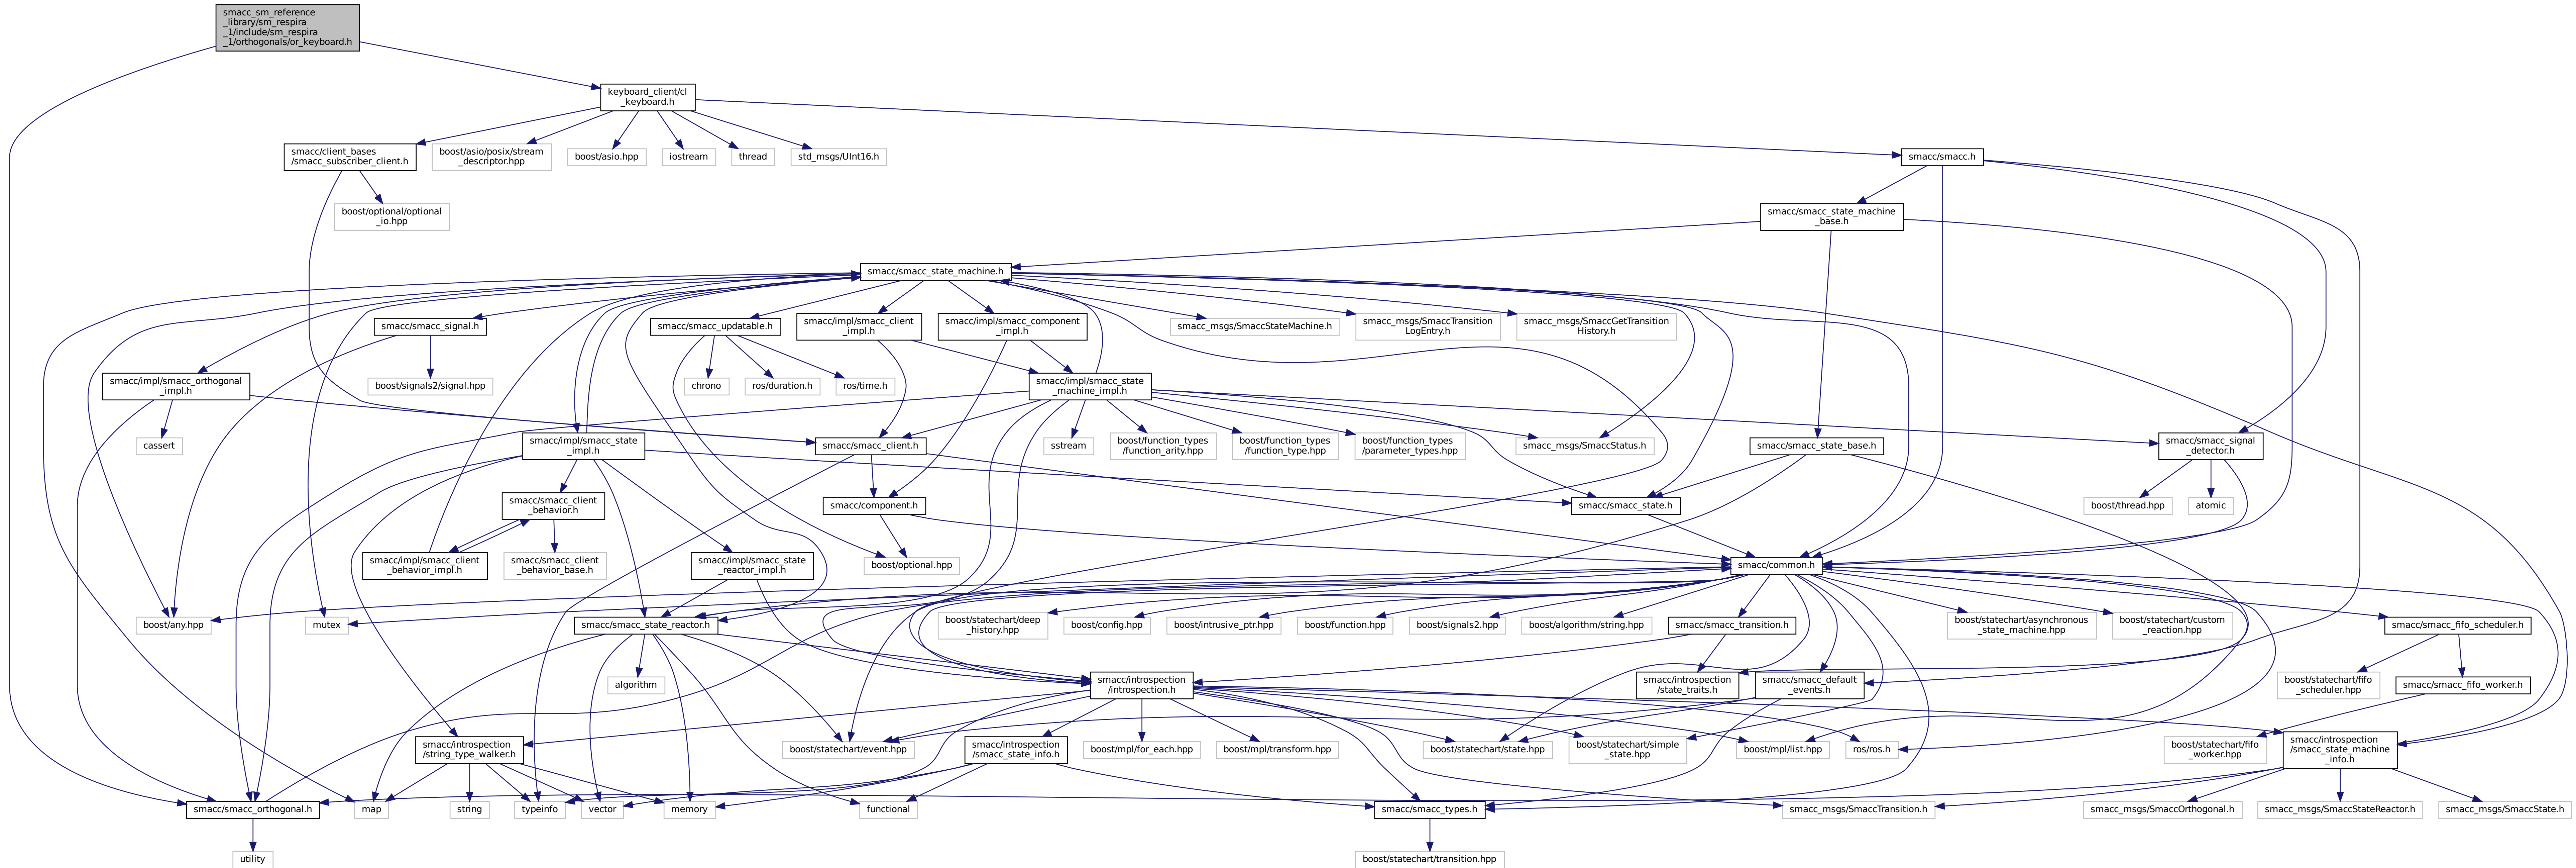 smacc_sm_reference
_library/sm_respira
_1/include/sm_respira
_1/orthogonals/or_keyboard.h
keyboard_client/cl
_keyboard.h
smacc/client_bases
/smacc_subscriber_client.h
boost/asio/posix/stream
_descriptor.hpp
boost/asio.hpp
iostream
thread
std_msgs/UInt16.h
smacc/smacc.h
boost/optional/optional
_io.hpp
smacc/smacc_state_machine
_base.h
smacc/smacc_state_machine.h
smacc/smacc_signal.h
smacc/smacc_updatable.h
smacc/impl/smacc_client
_impl.h
smacc/impl/smacc_component
_impl.h
smacc_msgs/SmaccStateMachine.h
smacc_msgs/SmaccTransition
LogEntry.h
smacc_msgs/SmaccGetTransition
History.h
smacc/impl/smacc_orthogonal
_impl.h
boost/signals2/signal.hpp
chrono
ros/duration.h
ros/time.h
smacc/impl/smacc_state
_machine_impl.h
cassert
smacc/impl/smacc_state
_impl.h
smacc/smacc_client.h
sstream
boost/function_types
/function_arity.hpp
boost/function_types
/function_type.hpp
boost/function_types
/parameter_types.hpp
smacc_msgs/SmaccStatus.h
smacc/smacc_state_base.h
smacc/smacc_signal
_detector.h
smacc/smacc_client
_behavior.h
smacc/component.h
smacc/smacc_state.h
boost/thread.hpp
atomic
smacc/impl/smacc_client
_behavior_impl.h
smacc/smacc_client
_behavior_base.h
smacc/impl/smacc_state
_reactor_impl.h
boost/optional.hpp
smacc/common.h
boost/any.hpp
mutex
smacc/smacc_state_reactor.h
boost/statechart/deep
_history.hpp
boost/config.hpp
boost/intrusive_ptr.hpp
boost/function.hpp
boost/signals2.hpp
boost/algorithm/string.hpp
smacc/smacc_transition.h
boost/statechart/asynchronous
_state_machine.hpp
boost/statechart/custom
_reaction.hpp
smacc/smacc_fifo_scheduler.h
algorithm
smacc/introspection
/introspection.h
smacc/introspection
/state_traits.h
smacc/smacc_default
_events.h
boost/statechart/fifo
_scheduler.hpp
smacc/smacc_fifo_worker.h
smacc/introspection
/string_type_walker.h
boost/statechart/event.hpp
smacc/introspection
/smacc_state_info.h
boost/mpl/for_each.hpp
boost/mpl/transform.hpp
boost/statechart/state.hpp
boost/statechart/simple
_state.hpp
boost/mpl/list.hpp
ros/ros.h
boost/statechart/fifo
_worker.hpp
smacc/introspection
/smacc_state_machine
_info.h
smacc/smacc_orthogonal.h
map
string
typeinfo
vector
memory
functional
smacc/smacc_types.h
smacc_msgs/SmaccTransition.h
smacc_msgs/SmaccOrthogonal.h
smacc_msgs/SmaccStateReactor.h
smacc_msgs/SmaccState.h
utility
boost/statechart/transition.hpp